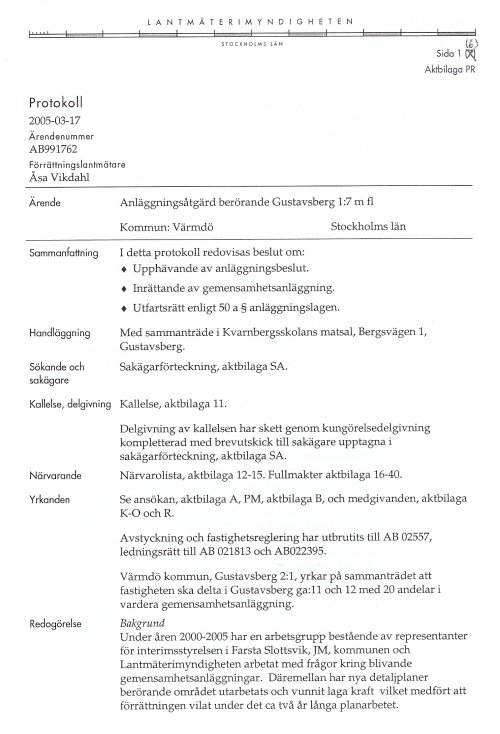 LANTMÄTERIMYNDIGHETEN
STOCKHOLMS LÄN
(6)
Sida 1
Aktbilaga PR
Protokoll
2005-03-17
Ärendenummer
AB991762
Förrättningslantmätare
Åsa Vikdahl
Ärende Anläggningsåtgärd berörande Gustavsberg 1:7 m fl
Kommun: Värmdö Stockholms län
Sammanfattning I detta protokoll redovisas beslut om:
♦ Upphävande av anläggningsbeslut.
♦ Inrättande av gemensamhetsanläggning.
♦ Utfartsrätt enligt 50 a § anläggningslagen.
Handläggning Med sammanträde i Kvarnbergsskolans matsal, Bergsvägen 1,
Gustavsberg.
Sökande och Sakägarförteckning, aktbilaga SA.
sakägare
Kallelse, delgivning Kallelse, aktbilaga 11.
Delgivning av kallelsen har skett genom kungörelsedelgivning
kompletterad med brevutskick till sakägare upptagna i
sakägarförteckning, aktbilaga SA.
Närvarande Närvarolista, aktbilaga 12-15. Fullmakter aktbilaga 16-40.
Yrkanden Se ansökan, aktbilaga A, PM, aktbilaga B, och medgivanden, aktbilaga
K-O och R.
Avstyckning och fastighetsreglering har utbrutits till AB 02557,
ledningsrätt till AB 021813 och AB022395.
Värmdö kommun, Gustavsberg 2:1, yrkar på sammanträdet att
fastigheten ska delta i Gustavsberg ga:11 och 12 med 20 andelar i
vardera gemensamhetsanläggning.
Redogörelse Bakgrund
Under åren 2000-2005 har en arbetsgrupp bestående av representanter
för interimsstyrelsen i Farsta Slottsvik, JM, kommunen och
Lantmäterimyndigheten arbetat med frågor kring blivande
gemensamhetsanläggningar. Däremellan har nya detaljplaner
berörande området utarbetats och vunnit laga kraft vilket medfört att
förrättningen vilat under det ca två år långa planarbetet.